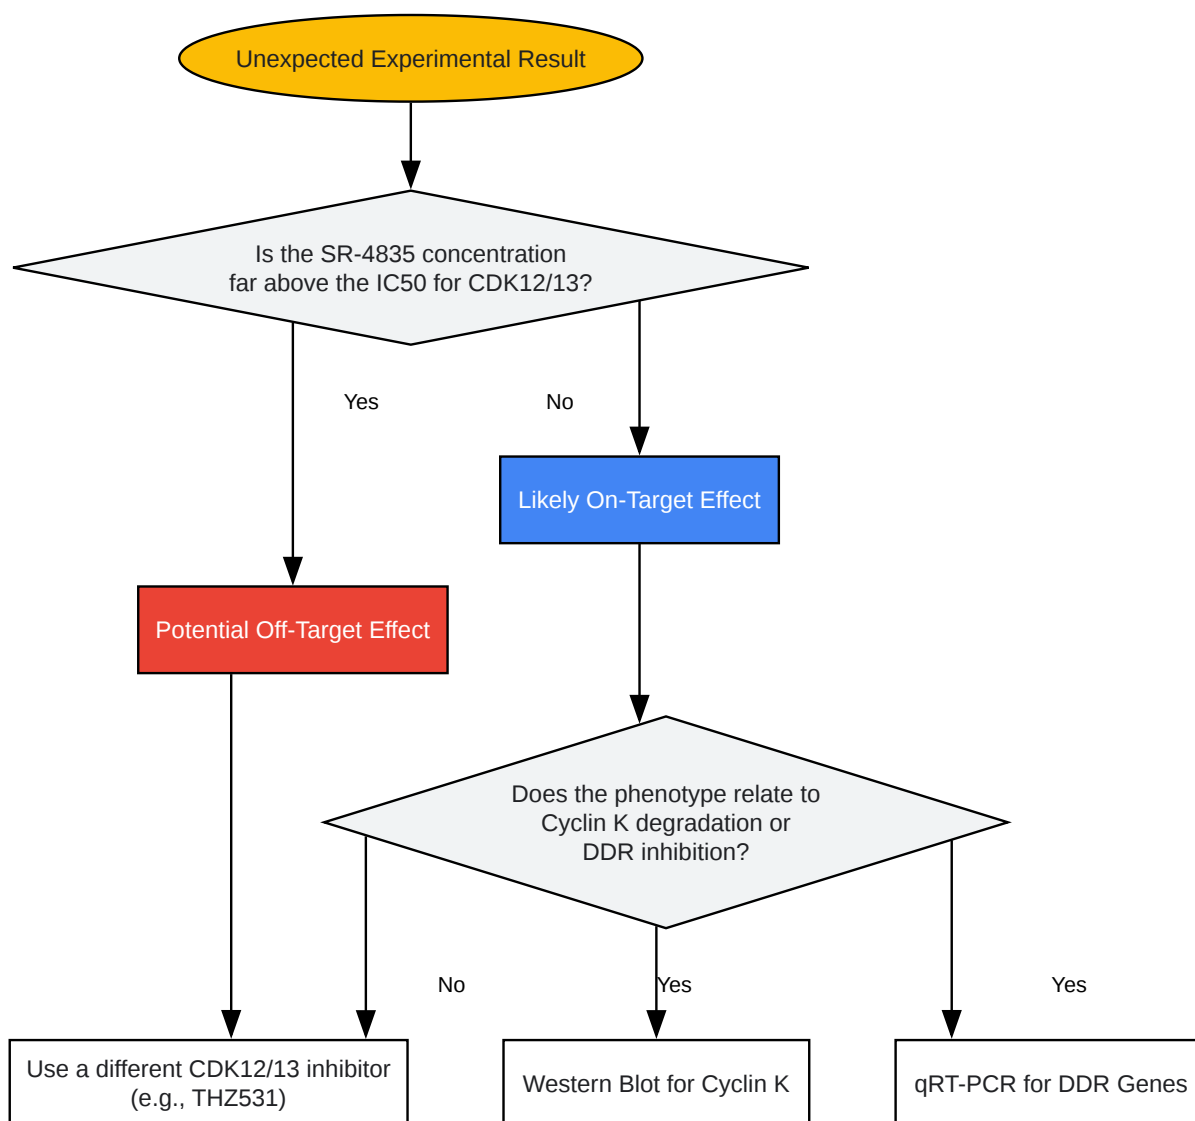 Unexpected Experimental Result
Is the SR-4835 concentration
far above the IC50 for CDK12/13?
Yes
No
Likely On-Target Effect
Potential Off-Target Effect
Does the phenotype relate to
Cyclin K degradation or
DDR inhibition?
No
Yes
Yes
Use a different CDK12/13 inhibitor
(e.g., THZ531)
Western Blot for Cyclin K
qRT-PCR for DDR Genes